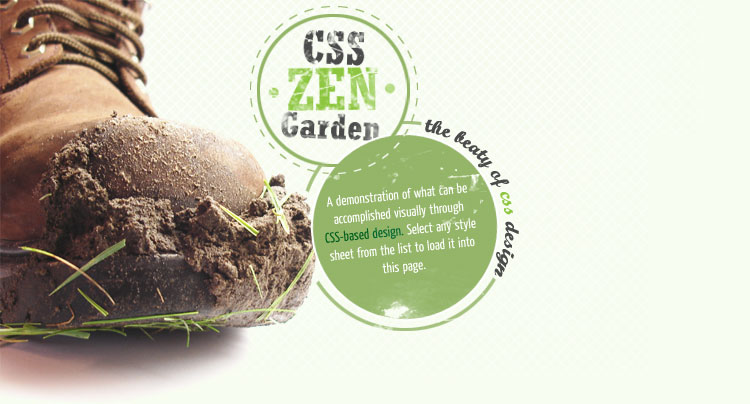 CSS
ZEN
Garden
the beaty of css design
A demonstration of what can be
accomplished visually through
CSS-based design. Select any style
sheet from the list to load it into
this page.